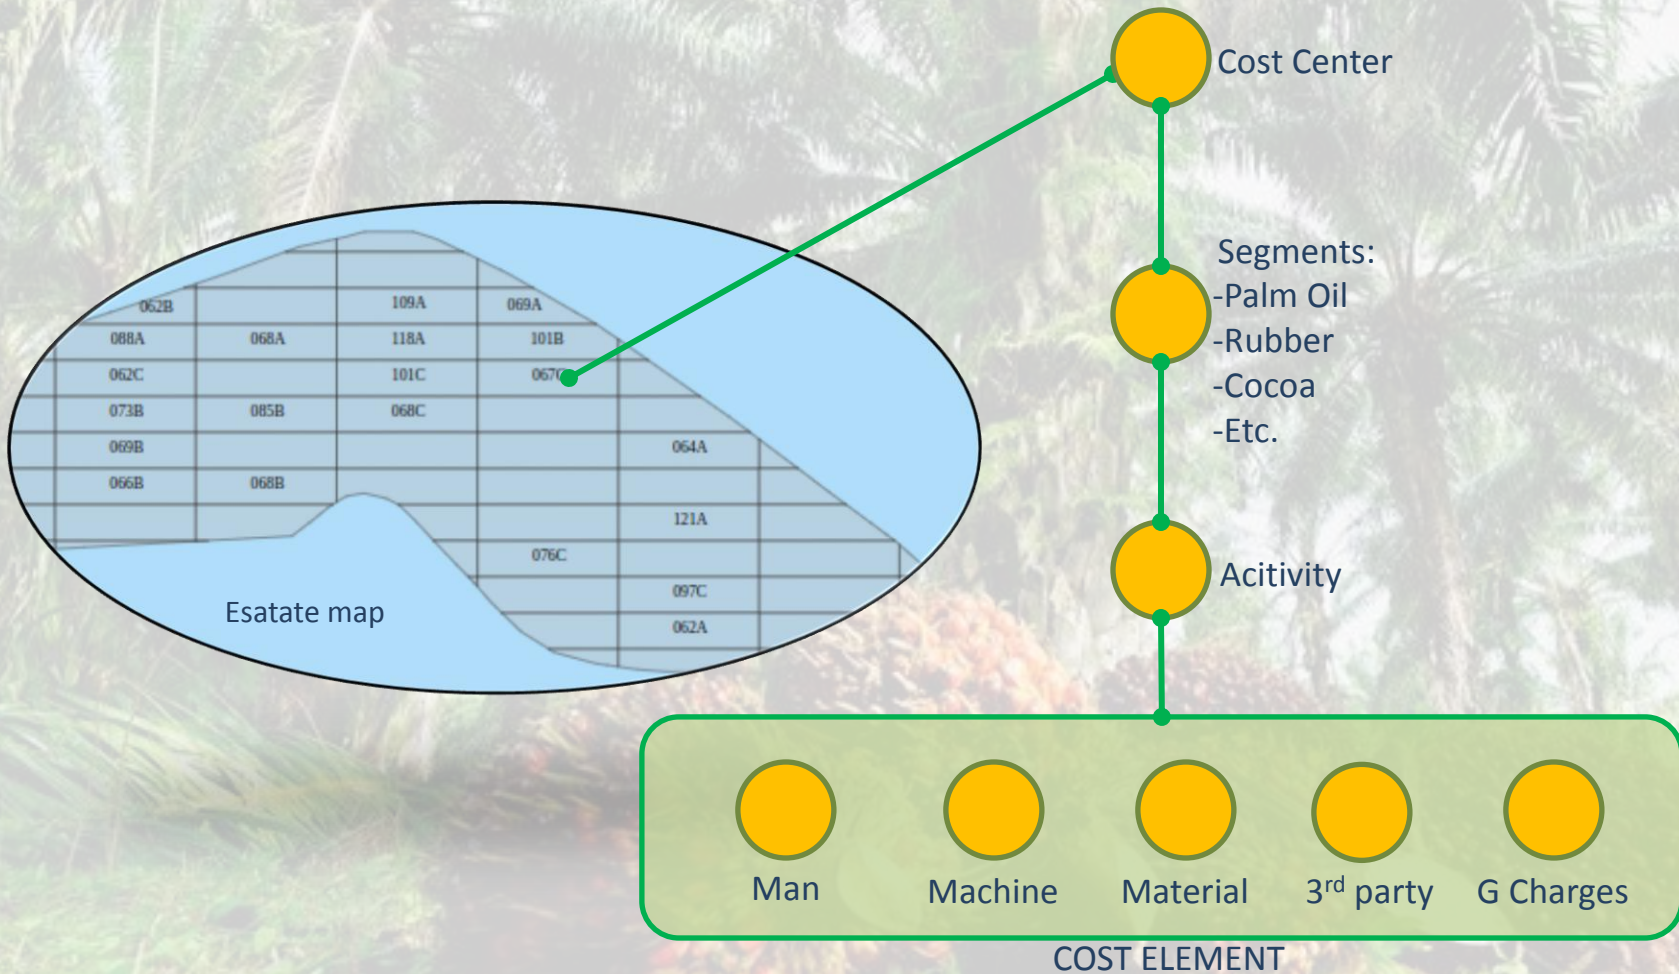 Cost Center
Segments:
-Palm Oil
-Rubber
-Cocoa
-Etc.
Acitivity
062B 109A 069A
088A 068A 118A 101B
062C 101C 067C
073B 085B 068C
069B 064A
066B 068B
121A
076C
097C
062A
Esatate map
Man Machine Material 3rd party G Charges
COST ELEMENT